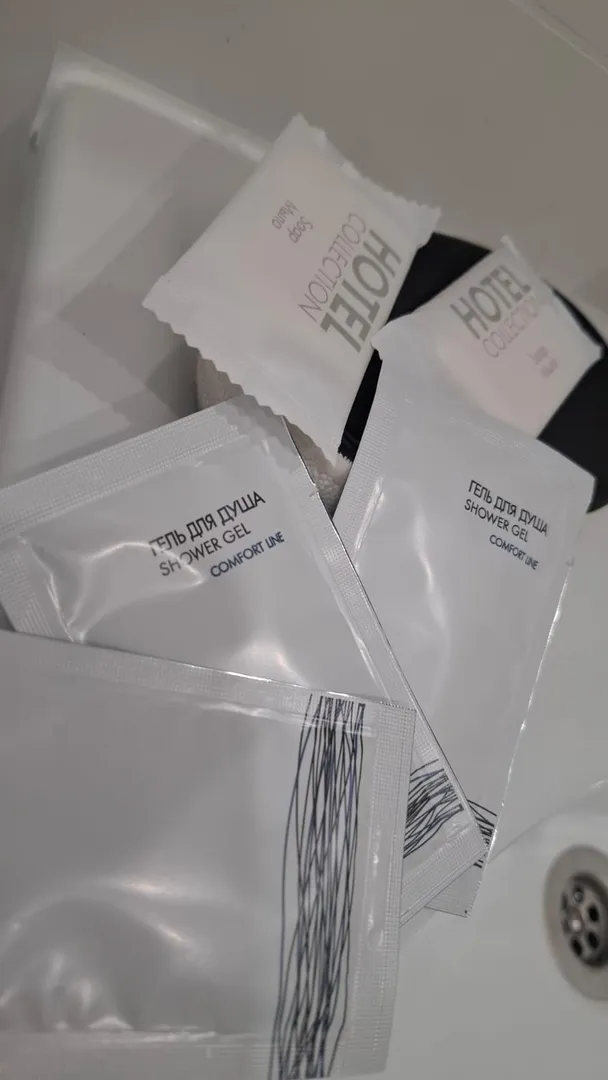 HOTEL
COLLECTION
Soap
Мыло
HOTEL
COLLECTION
Soap
ГЕЛЬ ДЛЯ ДУША
SHOWER GEL
COMFORT LINE
ГЕЛЬ ДЛЯ ДУША
SHOWER GEL
COMFORT LINE